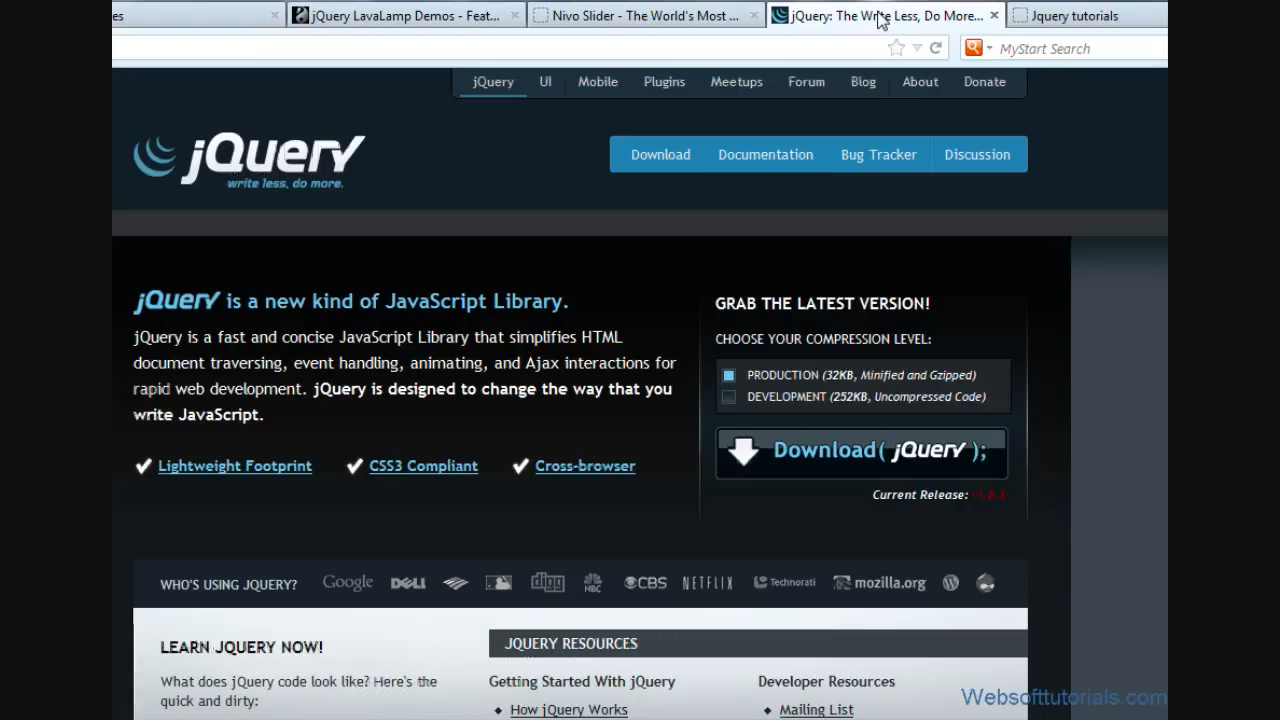 es
jQuery LavaLamp Demos - Feat...
Nivo Slider - The World's Most ...
jQuery: The Write Less, Do More...
Jquery tutorials
MyStart Search
jQuery UI Mobile Plugins Meetups Forum Blog About Donate
jQuery
write less, do more.
Download Documentation Bug Tracker Discussion
jQuery is a new kind of JavaScript Library.
jQuery is a fast and concise JavaScript Library that simplifies HTML
document traversing, event handling, animating, and Ajax interactions for
rapid web development. jQuery is designed to change the way that you
write JavaScript.
Lightweight Footprint CSS3 Compliant Cross-browser
GRAB THE LATEST VERSION!
CHOOSE YOUR COMPRESSION LEVEL:
PRODUCTION (32KB, Minified and Gzipped)
DEVELOPMENT (252KB, Uncompressed Code)
Download( jQuery );
Current Release:
WHO'S USING JQUERY? Google DELL NBC CBS NETFLIX Technorati mozilla.org
LEARN JQUERY NOW!
What does jQuery code look like? Here's the
quick and dirty:
JQUERY RESOURCES
Getting Started With jQuery
How jQuery Works
Developer Resources
Mailing List
Websofttutorials.com